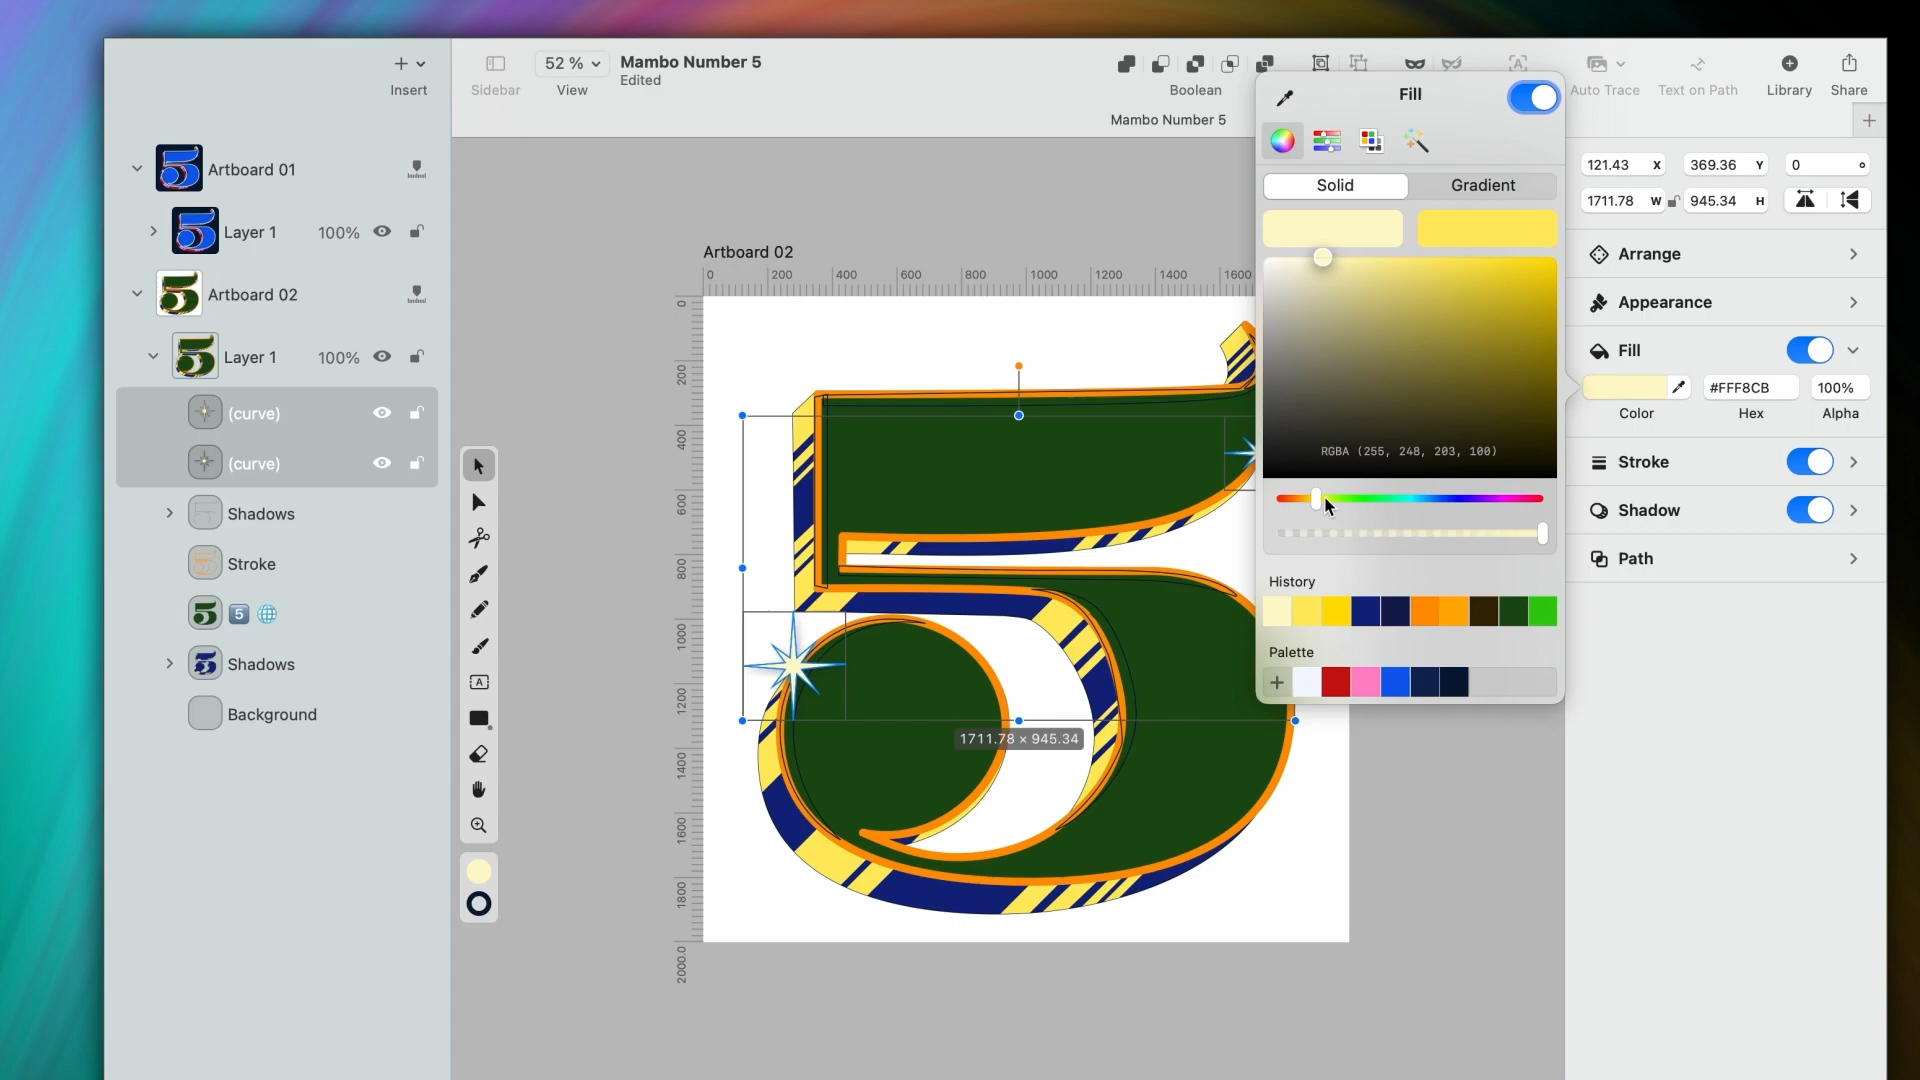 Insert
Sidebar
52 %
View
Mambo Number 5
Edited
Boolean
Auto Trace
Text on Path
Library
Share
Mambo Number 5
Artboard 01
Layer 1
100%
Artboard 02
Layer 1
100%
(curve)
(curve)
Shadows
Stroke
5
Shadows
Background
A
Artboard 02
0 200 400 600 800 1000 1200 1400 1600
0
200
400
600
800
1000
1200
1400
1600
1800
2000.0
1711.78 × 945.34
Fill
Solid
Gradient
RGBA (255, 248, 203, 100)
History
Palette
121.43 X
369.36 Y
0 °
1711.78 W
945.34 H
Arrange
Appearance
Fill
#FFF8CB
100%
Color
Hex
Alpha
Stroke
Shadow
Path